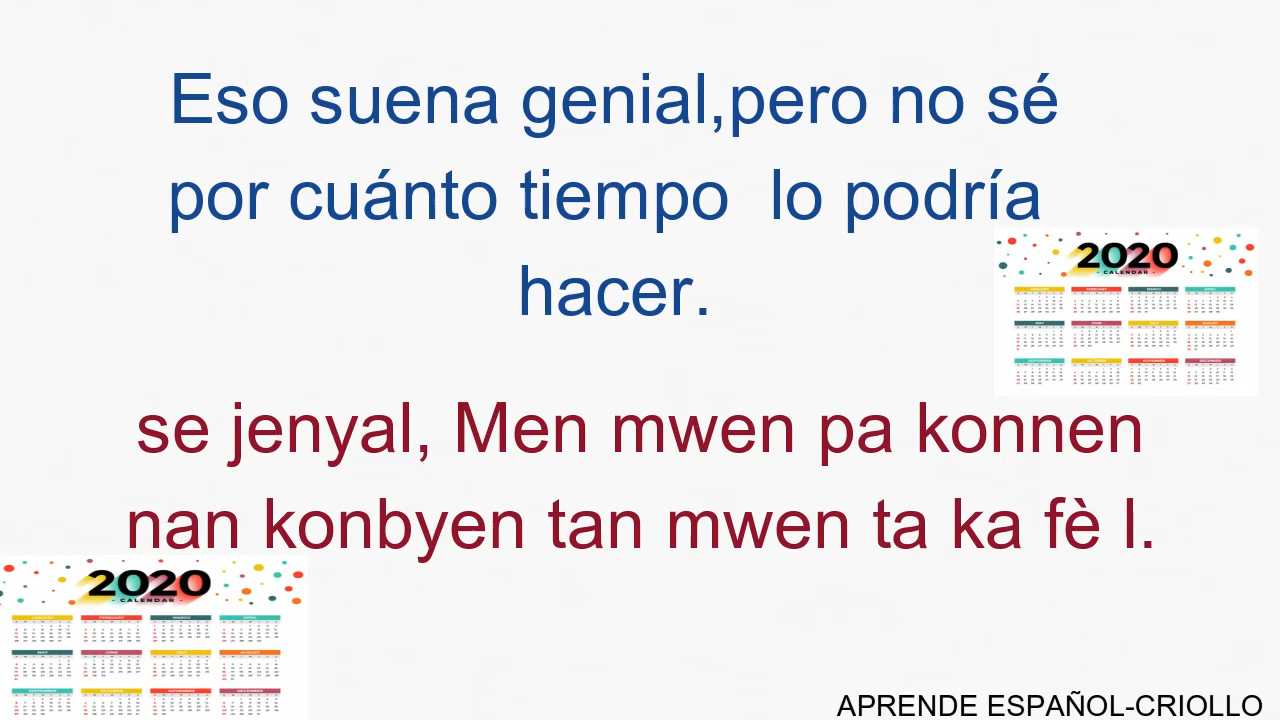 Eso suena genial,pero no sé
por cuánto tiempo lo podría
hacer.
2020
- CALENDAR -
se jenyal, Men mwen pa konnen
nan konbyen tan mwen ta ka fè l.
2020
- CALENDAR -
APRENDE ESPAÑOL-CRIOLLO